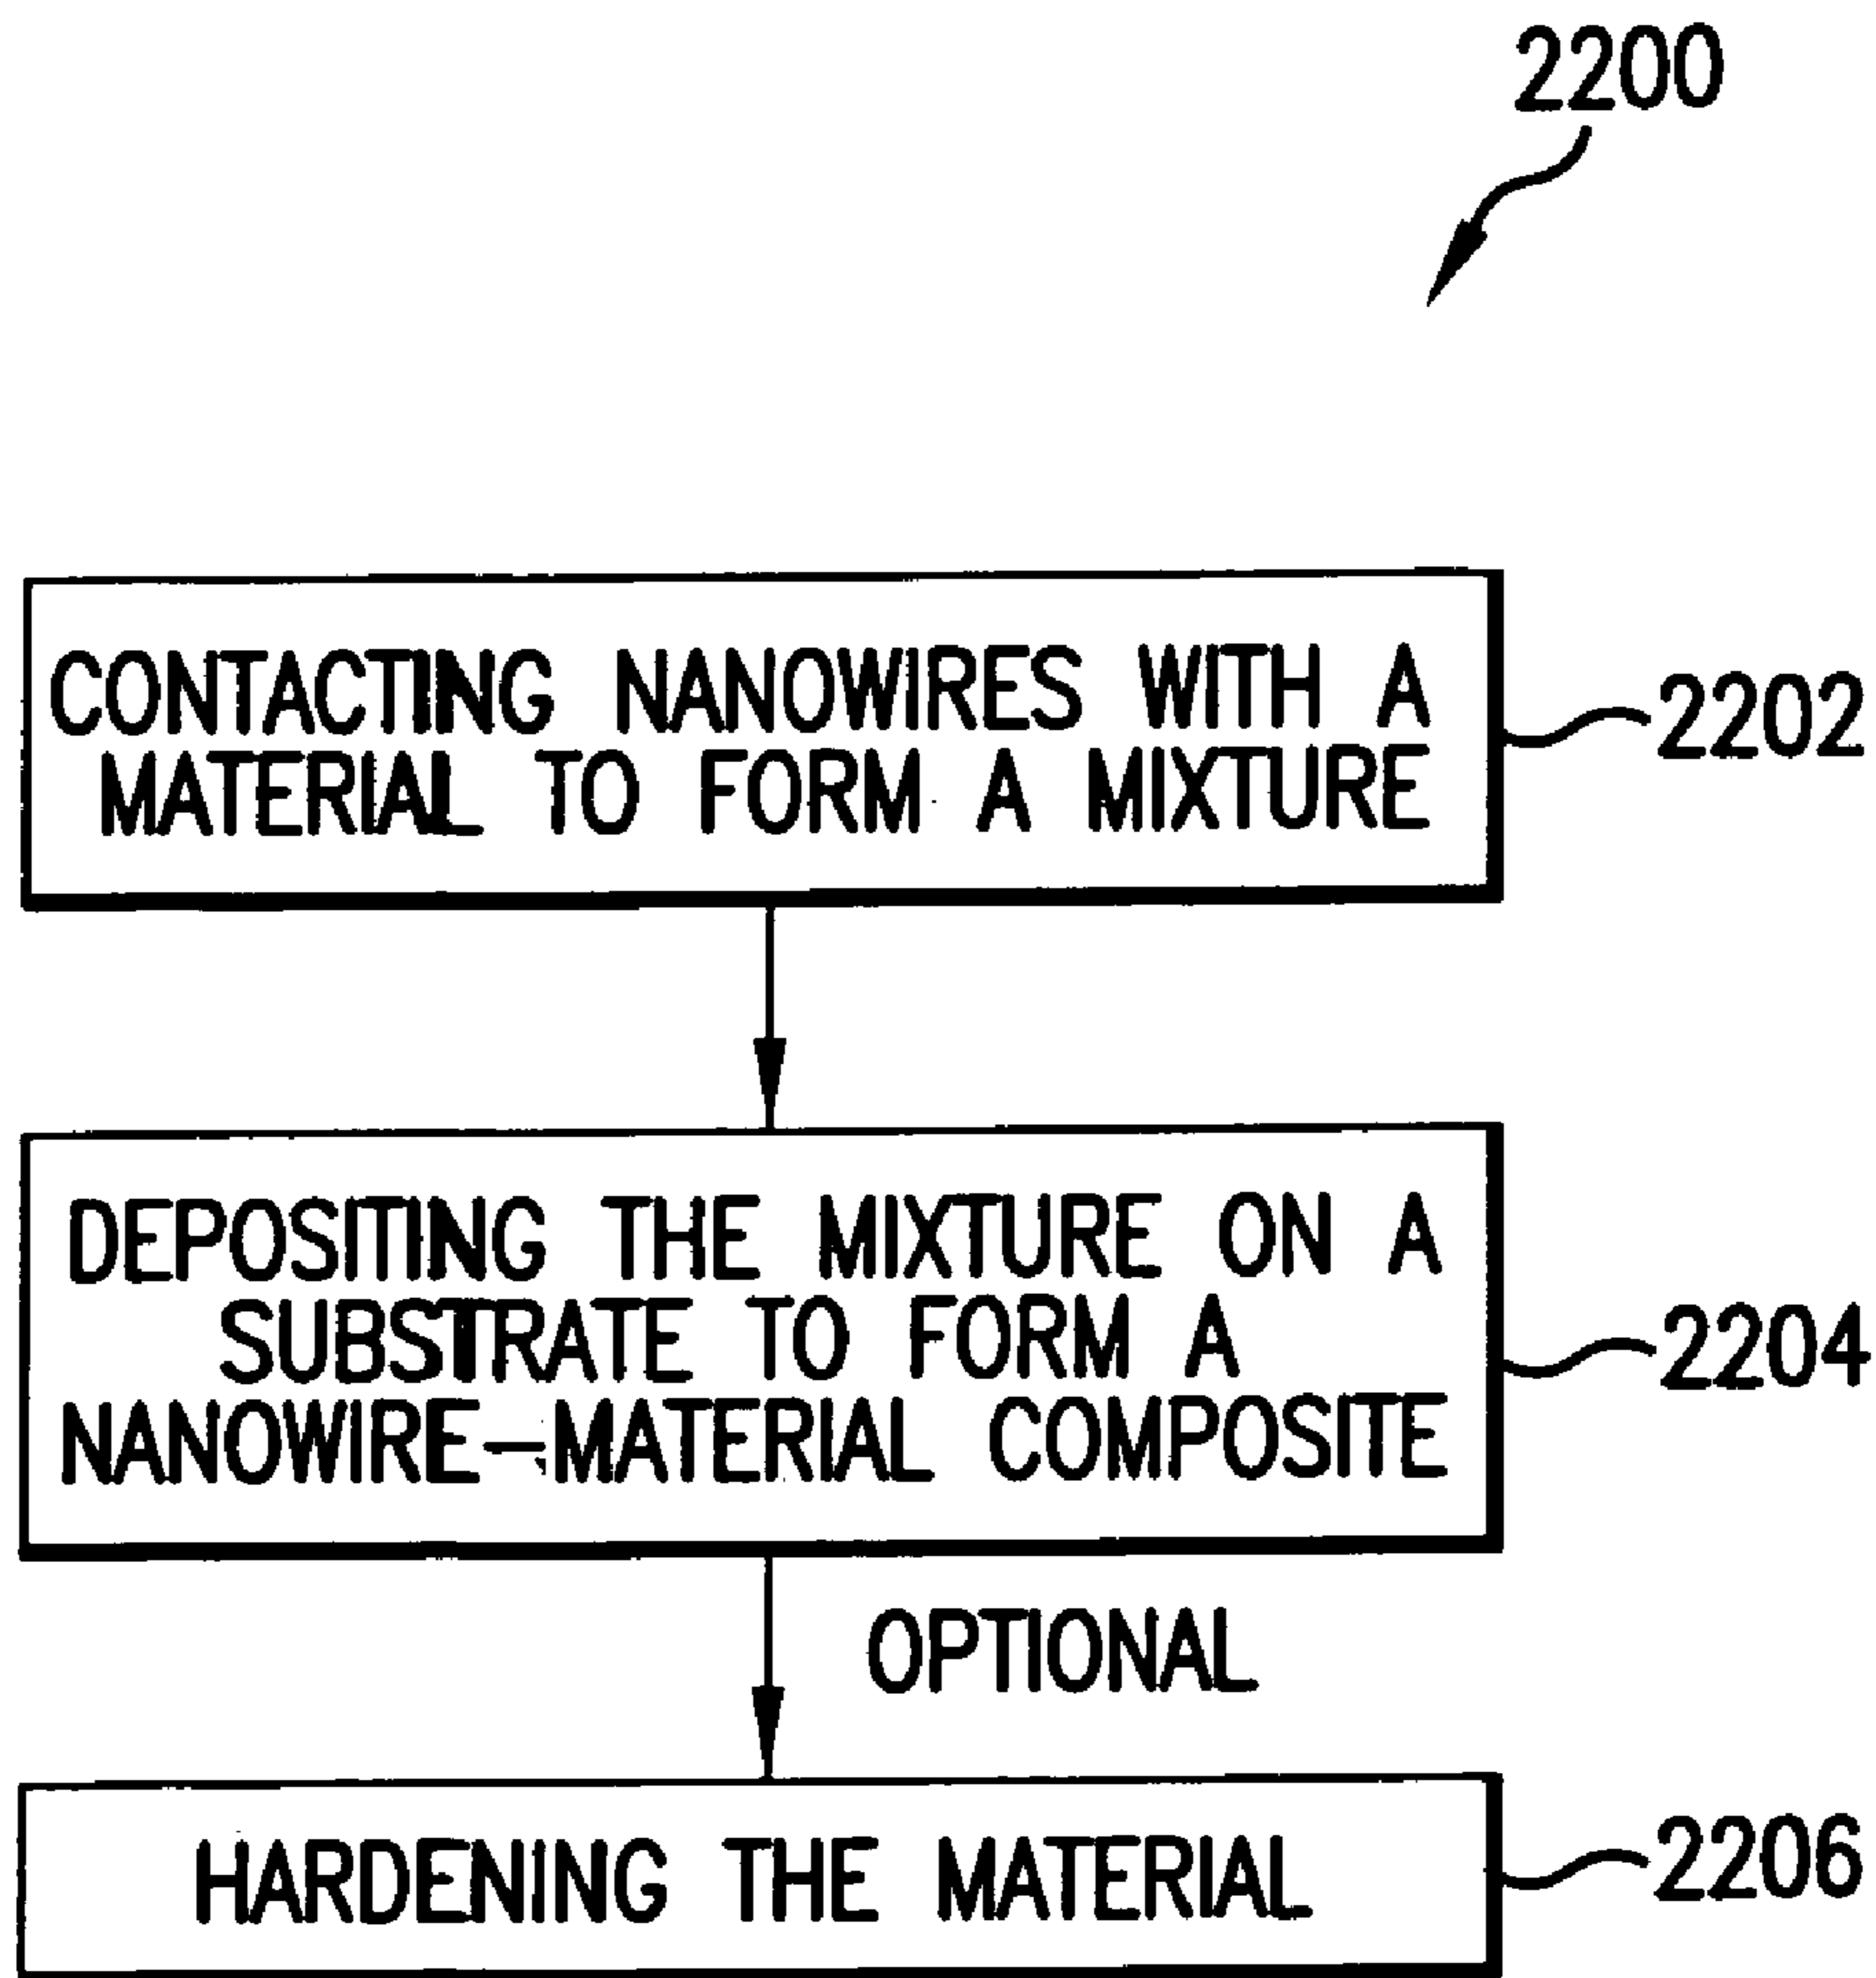 2200
CONTACTING NANOWIRES WITH A
MATERIAL TO FORM A MIXTURE
2202
DEPOSITING THE MIXTURE ON A
SUBSTRATE TO FORM A
NANOWIRE-MATERIAL COMPOSITE
2204
OPTIONAL
HARDENING THE MATERIAL
2206